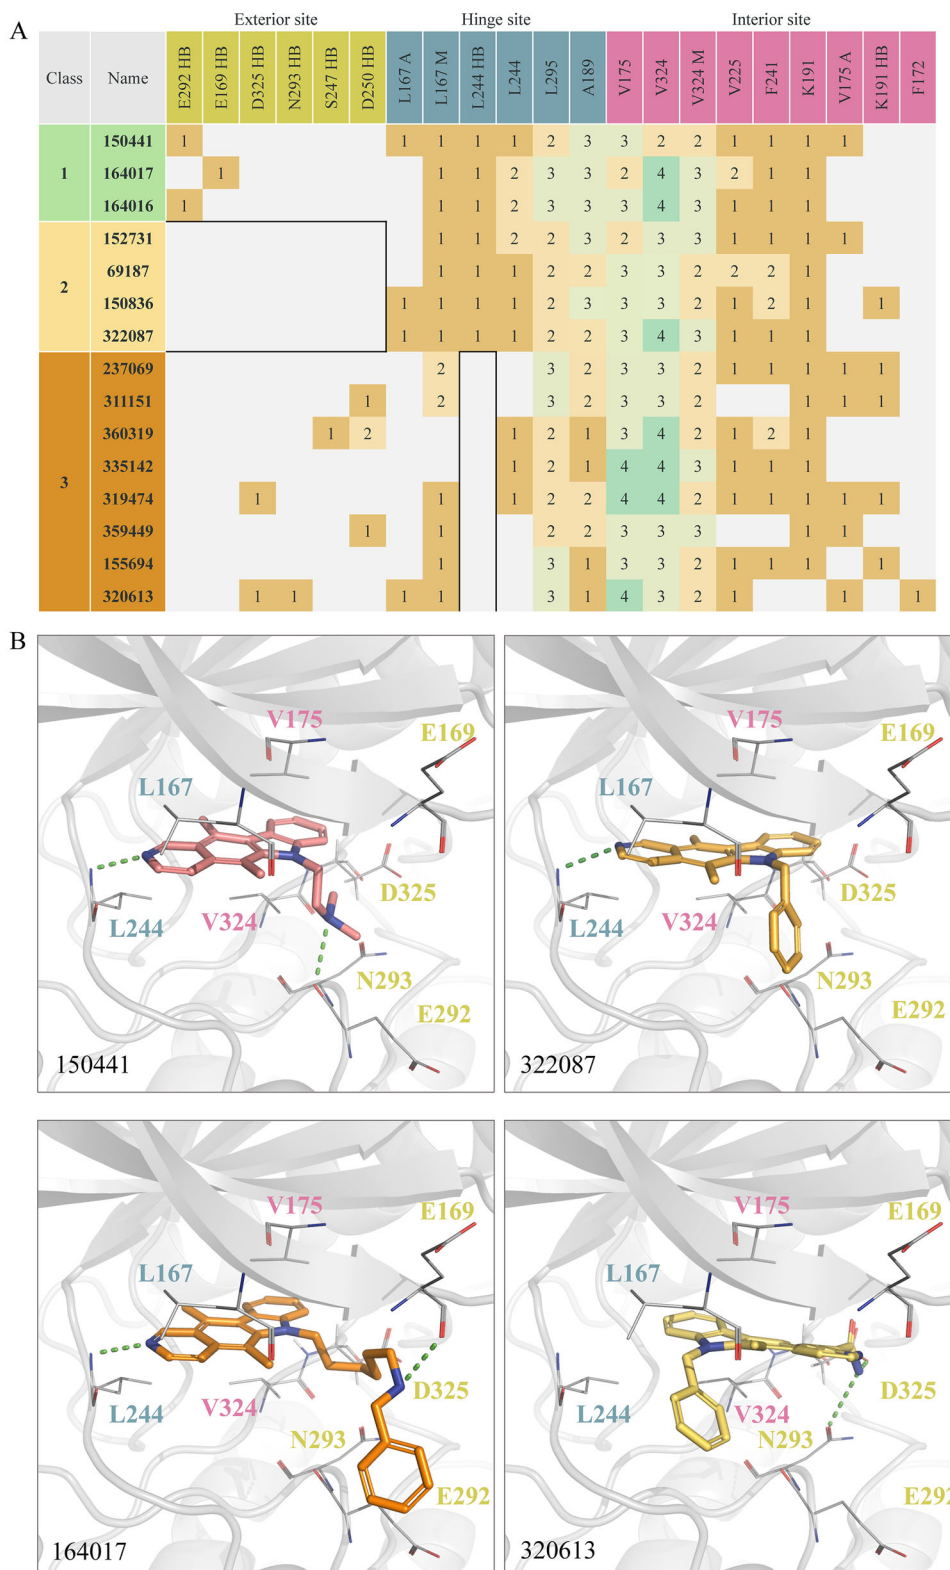 A
Exterior site Hinge site Interior site
Class Name E292 HB E169 HB D325 HB N293 HB S247 HB D250 HB L167 A L167 M L244 HB L244 L295 A189 V175 V324 V324 M V225 F241 K191 V175 A K191 HB F172
150441 1 1 1 1 1 2 3 3 2 2 1 1 1 1
1 164017 1 1 1 2 3 3 2 4 3 2 1 1
164016 1 1 1 2 3 3 3 4 3 1 1 1
152731 1 1 2 2 3 2 3 3 1 1 1 1
2
69187 1 1 1 2 2 3 3 2 2 2 1
150836 1 1 1 1 2 3 3 3 2 1 2 1 1
322087 1 1 1 1 2 2 3 4 3 1 1 1
237069 2 3 2 3 3 2 1 1 1 1 1
311151 1 2 3 2 3 3 2 1 1 1
360319 1 2 1 2 1 3 4 2 1 2 1
3
335142 1 2 1 4 4 3 1 1 1
319474 1 1 1 2 2 4 4 2 1 1 1 1 1
359449 1 1 2 2 3 3 3 1 1
155694 1 3 1 3 3 2 1 1 1 1
320613 1 1 1 1 3 1 4 3 2 1 1 1
B
V175
E169
L167
D325
L244
V324
N293
E292
150441
V175
E169
L167
D325
L244
V324
N293
E292
322087
V175
E169
L167
D325
L244
V324
N293
E292
164017
V175
E169
L167
D325
L244
V324
N293
E292
320613